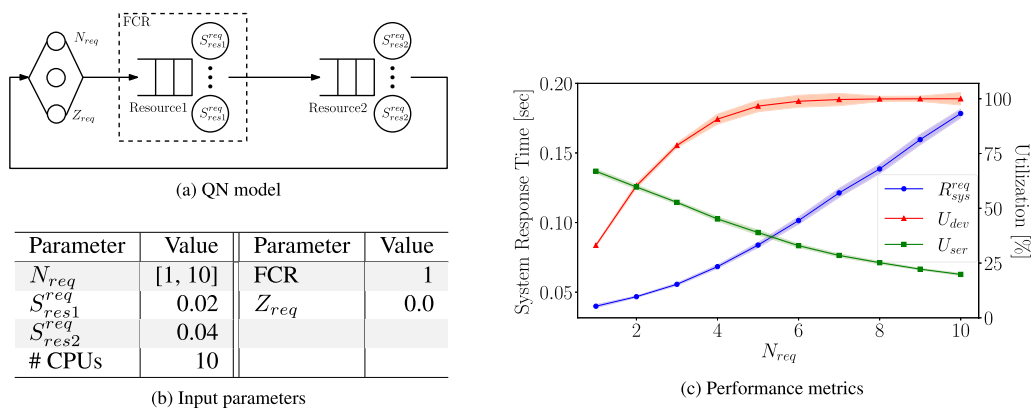 FCR
N_req
Z_req
S^req_res1
S^req_res1
Resource1
S^req_res2
S^req_res2
Resource2
(a) QN model
Parameter Value Parameter Value
N_req [1, 10] FCR 1
S^req_res1 0.02 Z_req 0.0
S^req_res2 0.04
# CPUs 10
(b) Input parameters
System Response Time [sec]
0.20
0.15
0.10
0.05
2 4 6 8 10
N_req
100
75
50
25
0
Utilization [%]
R^req_sys
U_dev
U_ser
(c) Performance metrics